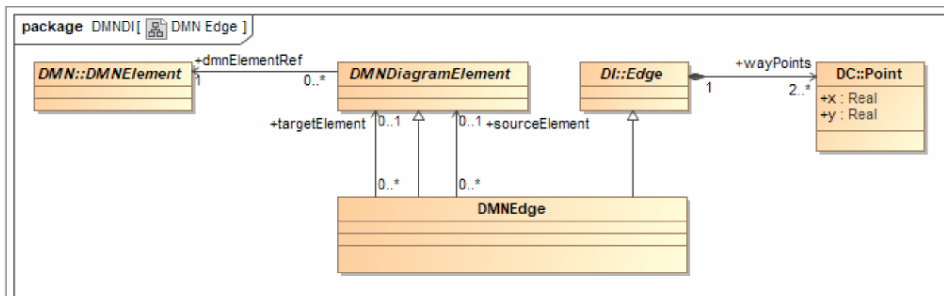 package DMNDI[ DMN Edge ]
DMN::DMNElement
+dmnElementRef
1
0..*
DMNDiagramElement
DI::Edge
+wayPoints
1
2..*
DC::Point
+x : Real
+y : Real
+targetElement
0..1
0..1
+sourceElement
0..*
0..*
DMNEdge